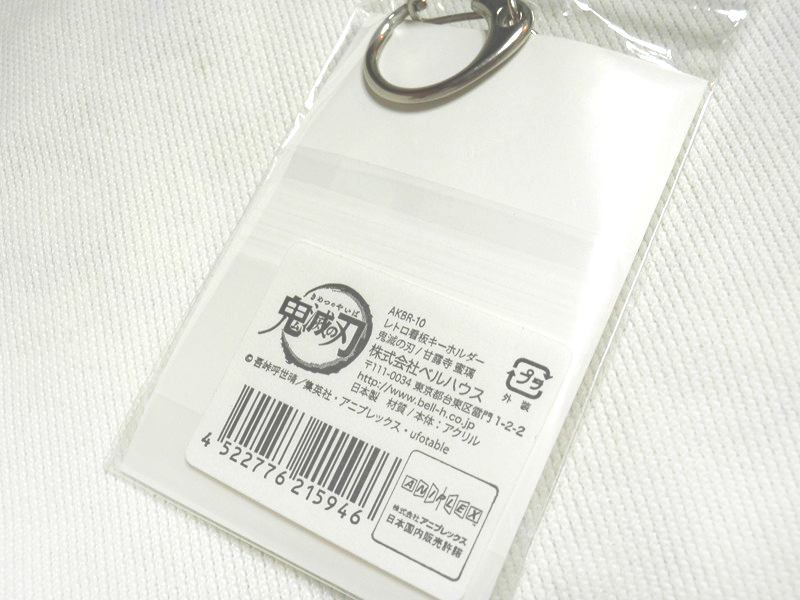 きめつのやいば
鬼滅の刃
AKBR-10
レトロ看板キーホルダー
鬼滅の刃/甘露寺 蜜璃
株式会社ベルハウス
〒111-0034 東京都台東区雷門 1-2-2
http://www.bell-h.co.jp
日本製 材質/本体:アクリル
©吾峠呼世晴/集英社・アニプレックス・ufotable
プラ
外装
4 522776 215946
ANIPLEX
株式会社アニプレックス
日本国内販売許諾